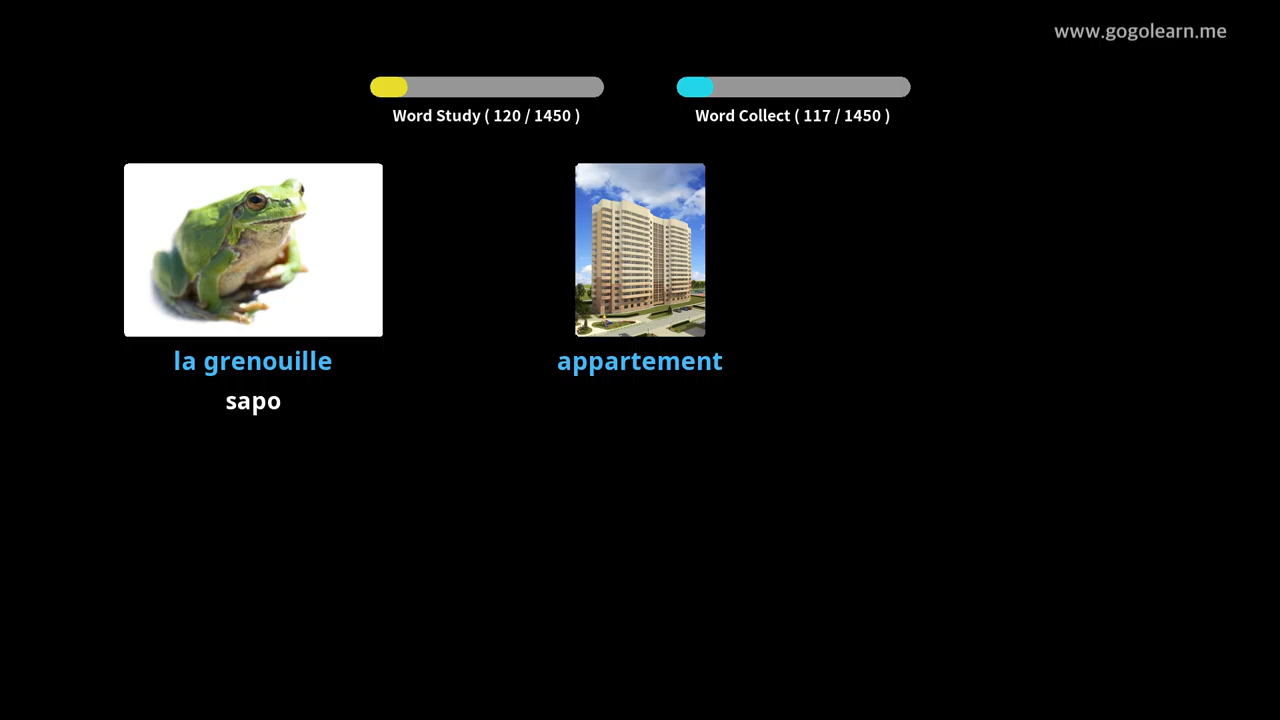 www.gogolearn.me
Word Study ( 120 / 1450 )
Word Collect ( 117 / 1450 )
la grenouille
appartement
sapo